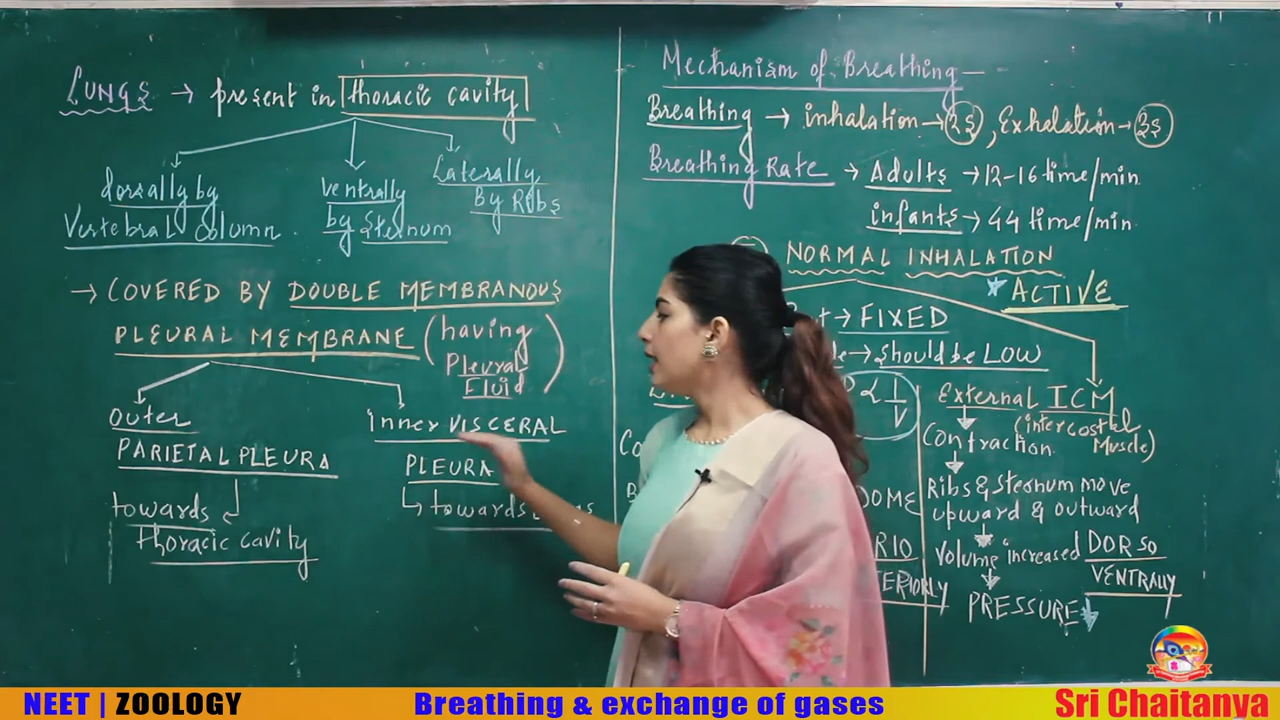 LUNGS → present in thoracic cavity
dorsally by
Vertebral Column.
ventrally
by Sternum
Laterally
By Ribs
→ COVERED BY DOUBLE MEMBRANOUS
PLEURAL MEMBRANE (having
Pleural
Fluid)
Outer
PARIETAL PLEURA
towards
thoracic cavity
inner VISCERAL
PLEURA
↳ towards
Mechanism of Breathing —
Breathing → inhalation → 2s, Exhalation → 3s
Breathing Rate → Adults → 12-16 time/min
infants → 44 time/min.
NORMAL INHALATION
* ACTIVE
→ FIXED
→ Should be LOW
∝ 1/V
DOME
External ICM
(intercostal
Muscle)
Contraction.
Ribs & Sternum move
upward & outward
Volume increased DORSO
VENTRALLY
PRESSURE ↓
NEET | ZOOLOGY
Breathing & exchange of gases
Sri Chaitanya